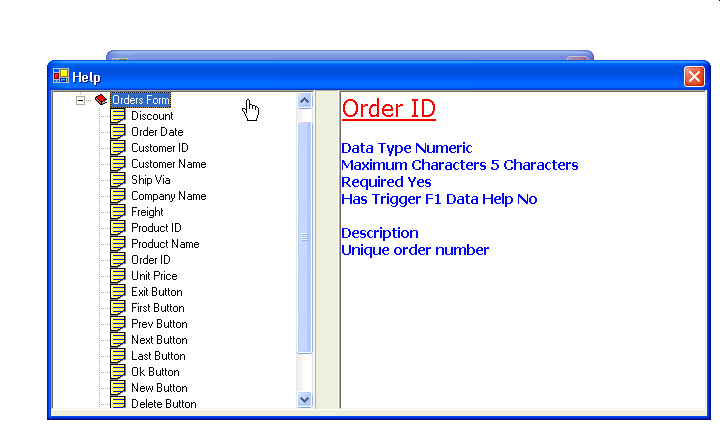 Help
Orders Form
Discount
Order Date
Customer ID
Customer Name
Ship Via
Company Name
Freight
Product ID
Product Name
Order ID
Unit Price
Exit Button
First Button
Prev Button
Next Button
Last Button
Ok Button
New Button
Delete Button
Order ID
Data Type Numeric
Maximum Characters 5 Characters
Required Yes
Has Trigger F1 Data Help No
Description
Unique order number